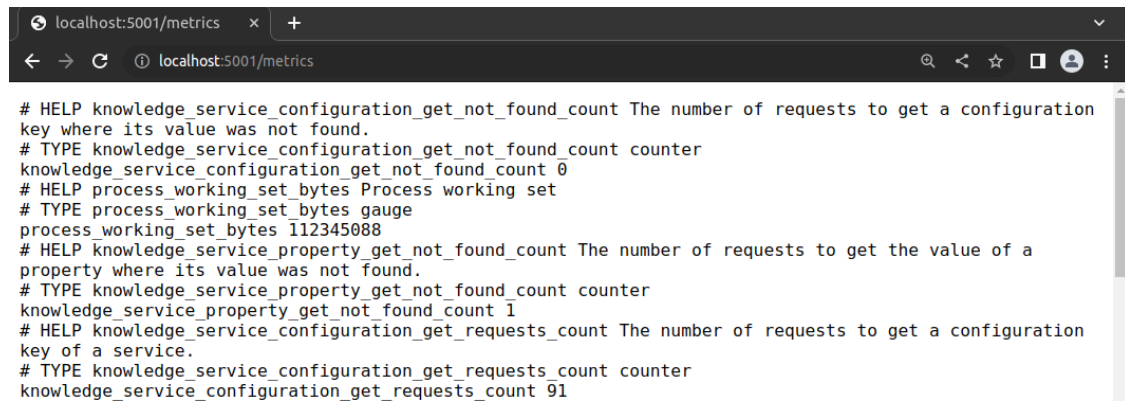 localhost:5001/metrics
localhost:5001/metrics
# HELP knowledge_service_configuration_get_not_found_count The number of requests to get a configuration
key where its value was not found.
# TYPE knowledge_service_configuration_get_not_found_count counter
knowledge_service_configuration_get_not_found_count 0
# HELP process_working_set_bytes Process working set
# TYPE process_working_set_bytes gauge
process_working_set_bytes 112345088
# HELP knowledge_service_property_get_not_found_count The number of requests to get the value of a
property where its value was not found.
# TYPE knowledge_service_property_get_not_found_count counter
knowledge_service_property_get_not_found_count 1
# HELP knowledge_service_configuration_get_requests_count The number of requests to get a configuration
key of a service.
# TYPE knowledge_service_configuration_get_requests_count counter
knowledge_service_configuration_get_requests_count 91